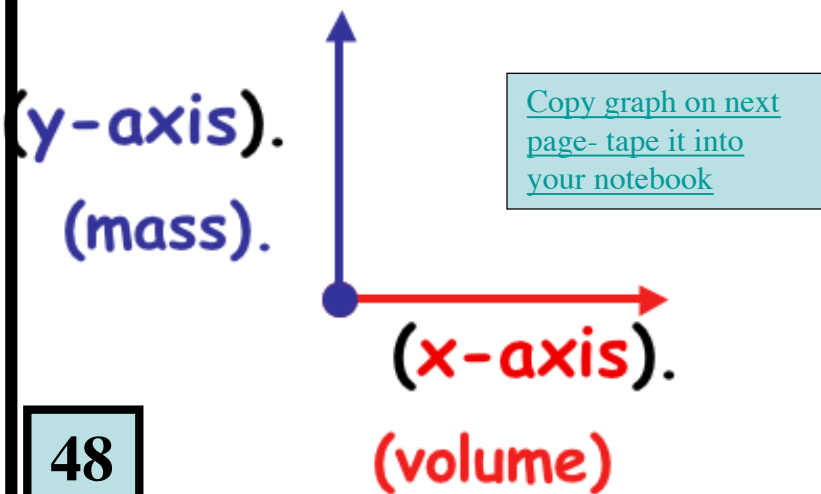 (y-axis).
(mass).
Copy graph on next
page- tape it into
your notebook
(x-axis).
(volume)
48